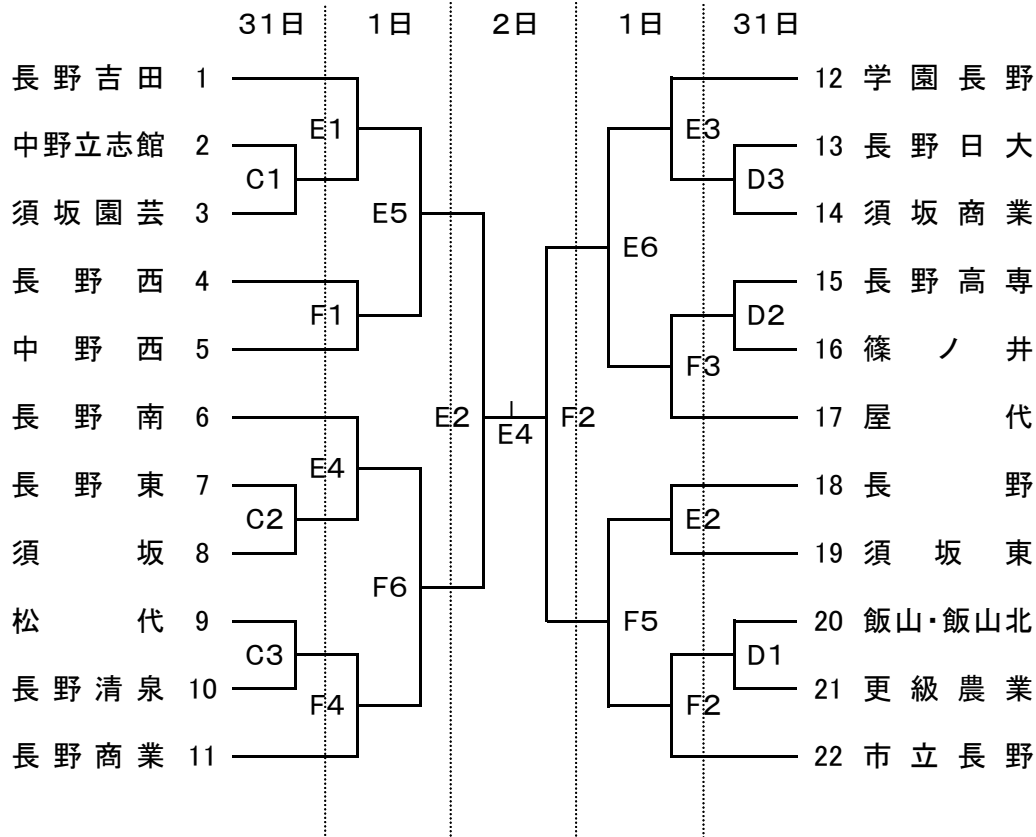 31日 1日 2日 1日 31日
長野吉田 1 12 学園長野
E1 E3
中野立志館 2 13 長野日大
C1 D3
須坂園芸 3 E5 14 須坂商業
E6
長野西 4 15 長野高専
F1 D2
中野西 5 16 篠ノ井
F3
長野南 6 E2 E4 F2 17 屋代
E4
長野東 7 18 長野
C2 E2
須坂 8 19 須坂東
F6
松代 9 F5 20 飯山・飯山北
C3 D1
長野清泉 10 21 更級農業
F4 F2
長野商業 11 22 市立長野